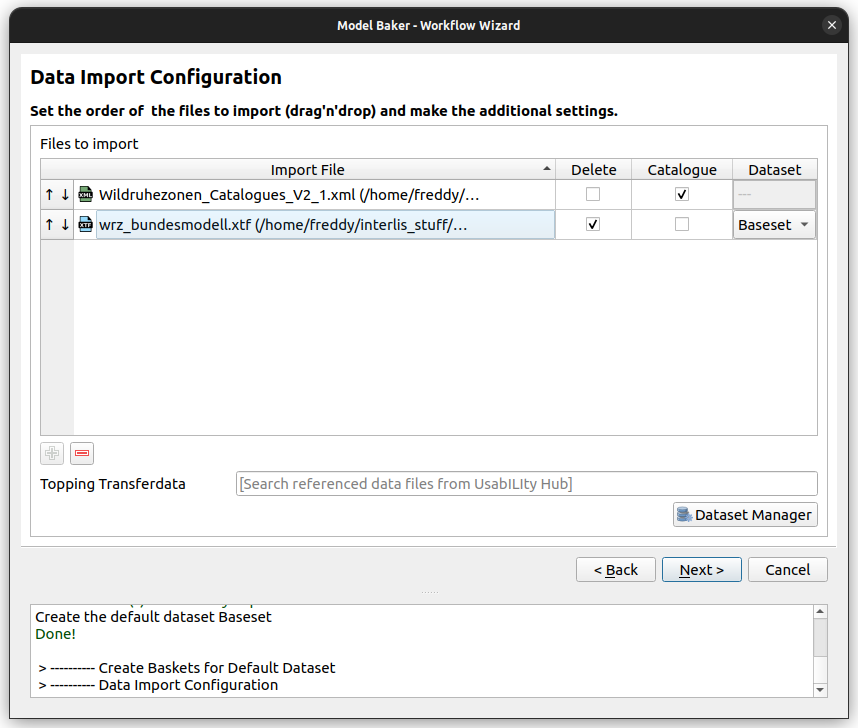 Model Baker - Workflow Wizard
Data Import Configuration
Set the order of the files to import (drag'n'drop) and make the additional settings.
Files to import
Import File Delete Catalogue Dataset
↑ ↓ XML Wildruhezonen_Catalogues_V2_1.xml (/home/freddy/... ---
↑ ↓ XTF wrz_bundesmodell.xtf (/home/freddy/interlis_stuff/... Baseset
Topping Transferdata [Search referenced data files from UsabILIty Hub]
Dataset Manager
< Back Next > Cancel
Create the default dataset Baseset
Done!
> ---------- Create Baskets for Default Dataset
> ---------- Data Import Configuration